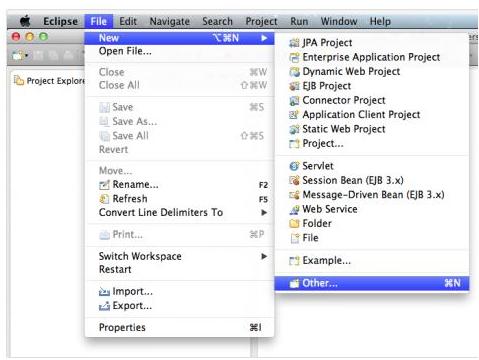 Eclipse File Edit Navigate Search Project Run Window Help
New ⌥⌘N
Open File...
Close ⌘W
Close All ⇧⌘W
Save ⌘S
Save As...
Save All ⇧⌘S
Revert
Move...
Rename... F2
Refresh F5
Convert Line Delimiters To
Print... ⌘P
Switch Workspace
Restart
Import...
Export...
Properties ⌘I
Project Explore
JPA Project
Enterprise Application Project
Dynamic Web Project
EJB Project
Connector Project
Application Client Project
Static Web Project
Project...
Servlet
Session Bean (EJB 3.x)
Message-Driven Bean (EJB 3.x)
Web Service
Folder
File
Example...
Other... ⌘N